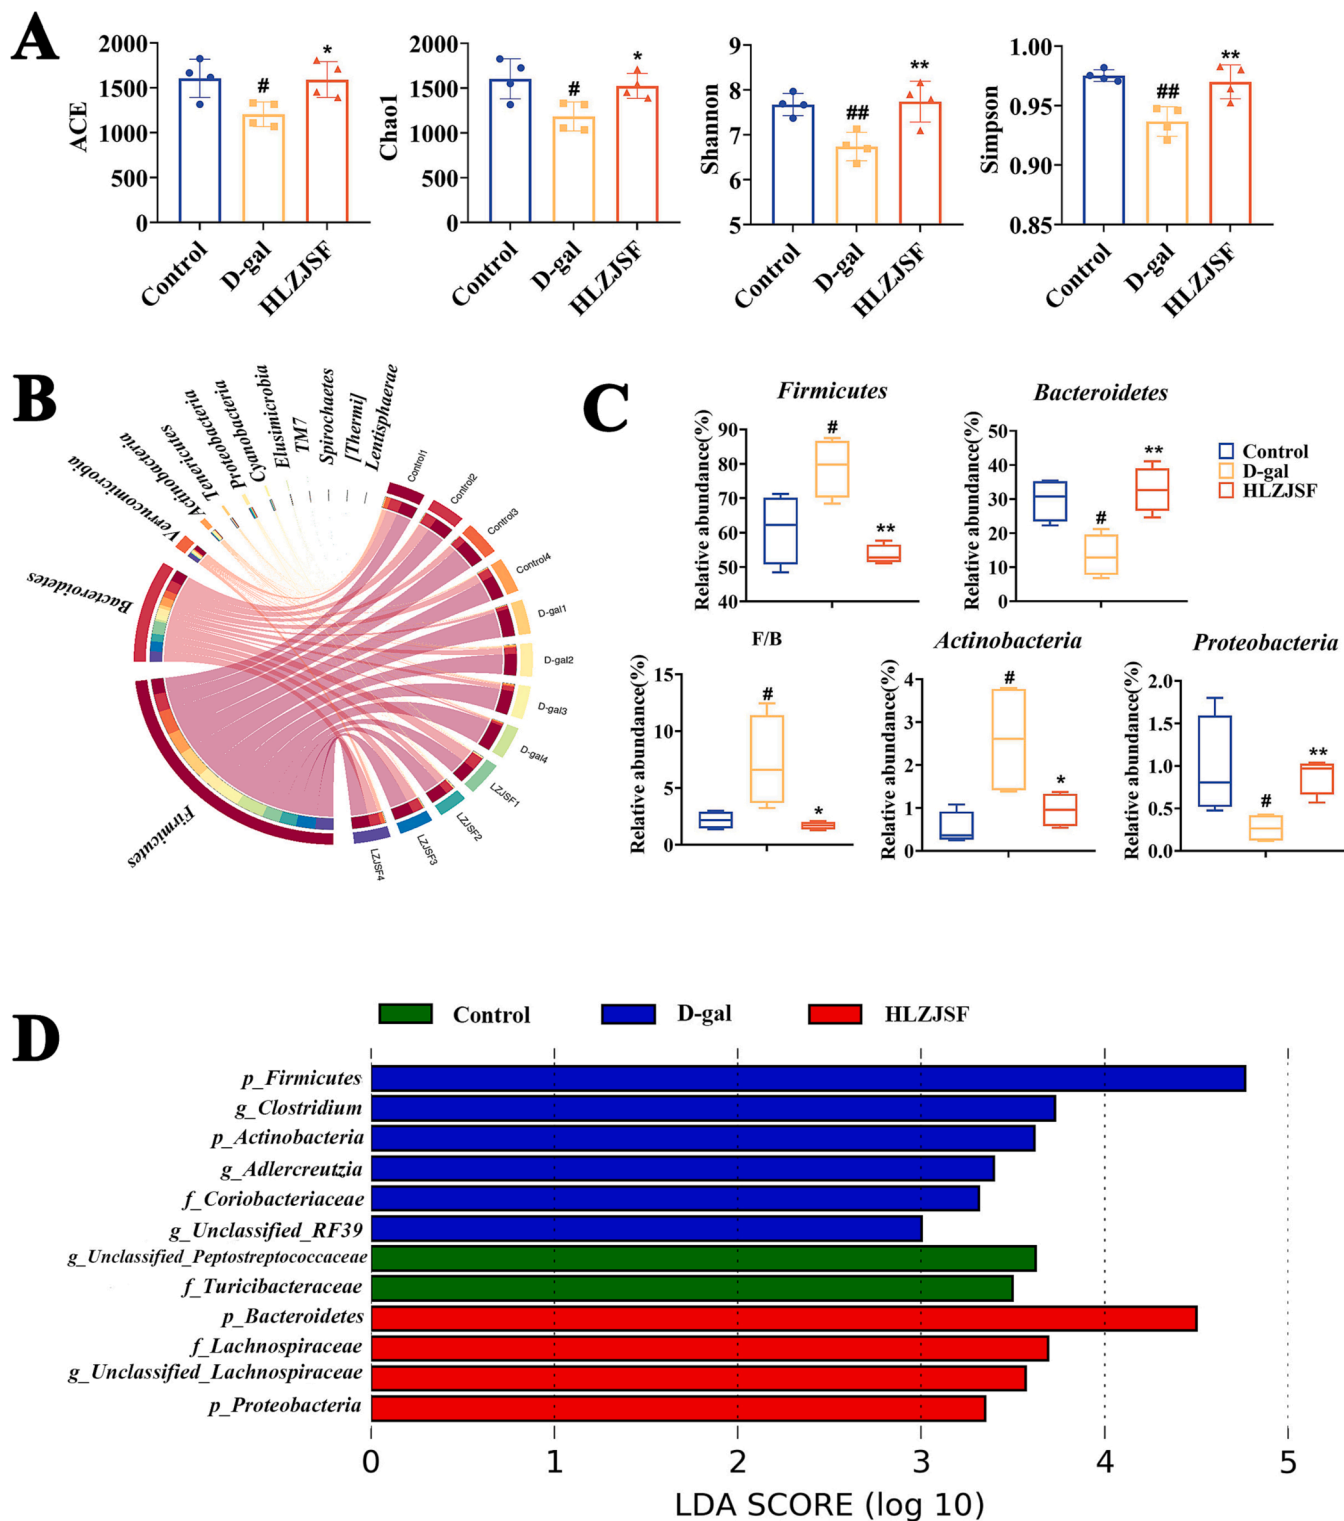 A
2000
1500
1000
500
0
ACE
#
*
Control
D-gal
HLZJSF
2000
1500
1000
500
0
Chao1
#
*
Control
D-gal
HLZJSF
9
8
7
6
5
Shannon
##
**
Control
D-gal
HLZJSF
1.00
0.95
0.90
0.85
Simpson
##
**
Control
D-gal
HLZJSF
B
Firmicutes
Bacteroidetes
Verrucomicrobia
Actinobacteria
Tenericutes
Proteobacteria
Cyanobacteria
Elusimicrobia
TM7
Spirochaetes
[Thermi]
Lentisphaerae
Control1
Control2
Control3
Control4
D-gal1
D-gal2
D-gal3
D-gal4
LZJSF1
LZJSF2
LZJSF3
LZJSF4
C
Firmicutes
Relative abundance(%)
90
80
70
60
50
40
#
**
Bacteroidetes
Relative abundance(%)
50
40
30
20
10
0
#
**
Control
D-gal
HLZJSF
F/B
Relative abundance(%)
15
10
5
0
#
*
Actinobacteria
Relative abundance(%)
4
3
2
1
0
#
*
Proteobacteria
Relative abundance(%)
2.0
1.5
1.0
0.5
0.0
#
**
D
Control D-gal HLZJSF
p_Firmicutes
g_Clostridium
p_Actinobacteria
g_Adlercreutzia
f_Coriobacteriaceae
g_Unclassified_RF39
g_Unclassified_Peptostreptococcaceae
f_Turicibacteraceae
p_Bacteroidetes
f_Lachnospiraceae
g_Unclassified_Lachnospiraceae
p_Proteobacteria
0 1 2 3 4 5
LDA SCORE (log 10)